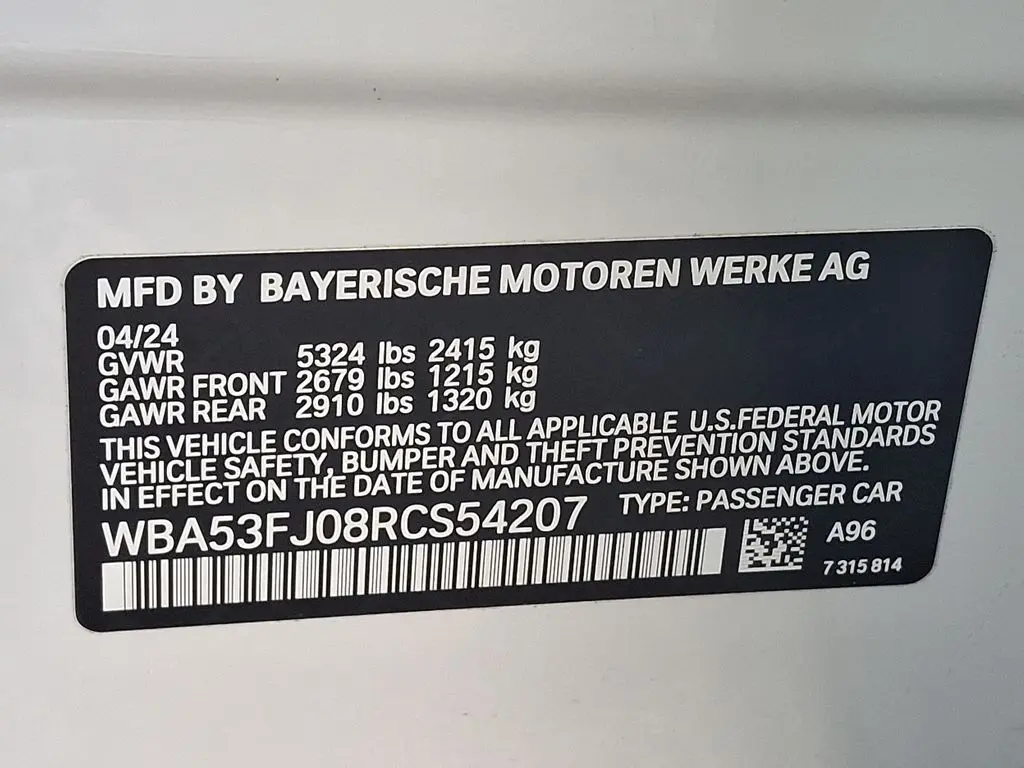 MFD BY BAYERISCHE MOTOREN WERKE AG
04/24
GVWR 5324 lbs 2415 kg
GAWR FRONT 2679 lbs 1215 kg
GAWR REAR 2910 lbs 1320 kg
THIS VEHICLE CONFORMS TO ALL APPLICABLE U.S.FEDERAL MOTOR
VEHICLE SAFETY, BUMPER AND THEFT PREVENTION STANDARDS
IN EFFECT ON THE DATE OF MANUFACTURE SHOWN ABOVE.
WBA53FJ08RCS54207 TYPE: PASSENGER CAR
A96
7 315 814